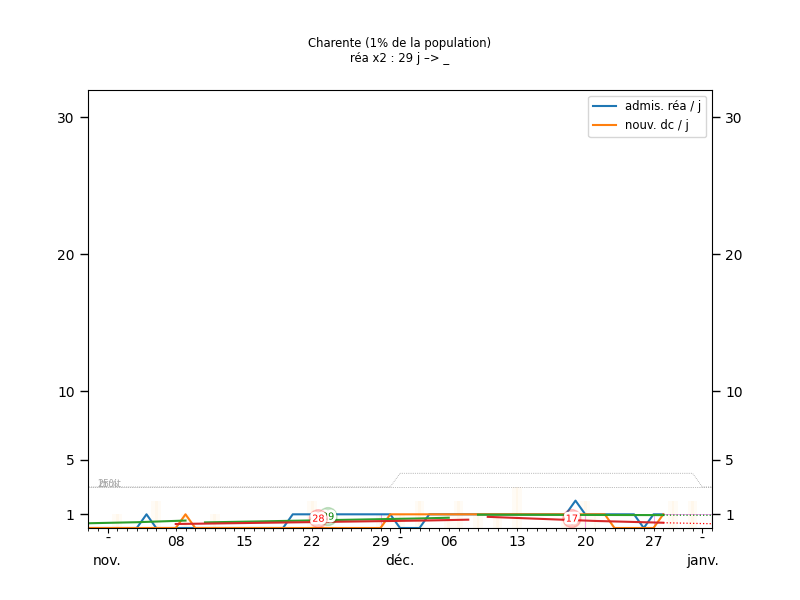 Charente (1% de la population)
réa x2 : 29 j –> _
admis. réa / j
nouv. dc / j
30 30
20 20
10 10
5 5
1 1
28 17
- 08 15 22 29 - 06 13 20 27 -
nov. déc. janv.